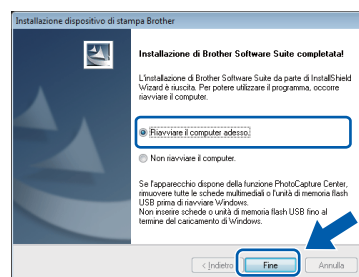 Installazione dispositivo di stampa Brother
Installazione di Brother Software Suite completata!
L'installazione di Brother Software Suite da parte di InstallShield
Wizard è riuscita. Per potere utilizzare il programma, occorre
riavviare il computer.
Riavviare il computer adesso.
Non riavviare il computer.
Se l'apparecchio dispone della funzione PhotoCapture Center,
rimuovere tutte le schede multimediali o l'unità di memoria flash
USB prima di riavviare Windows.
Non inserire schede o unità di memoria flash USB fino al
termine del caricamento di Windows.
< Indietro Fine Annulla